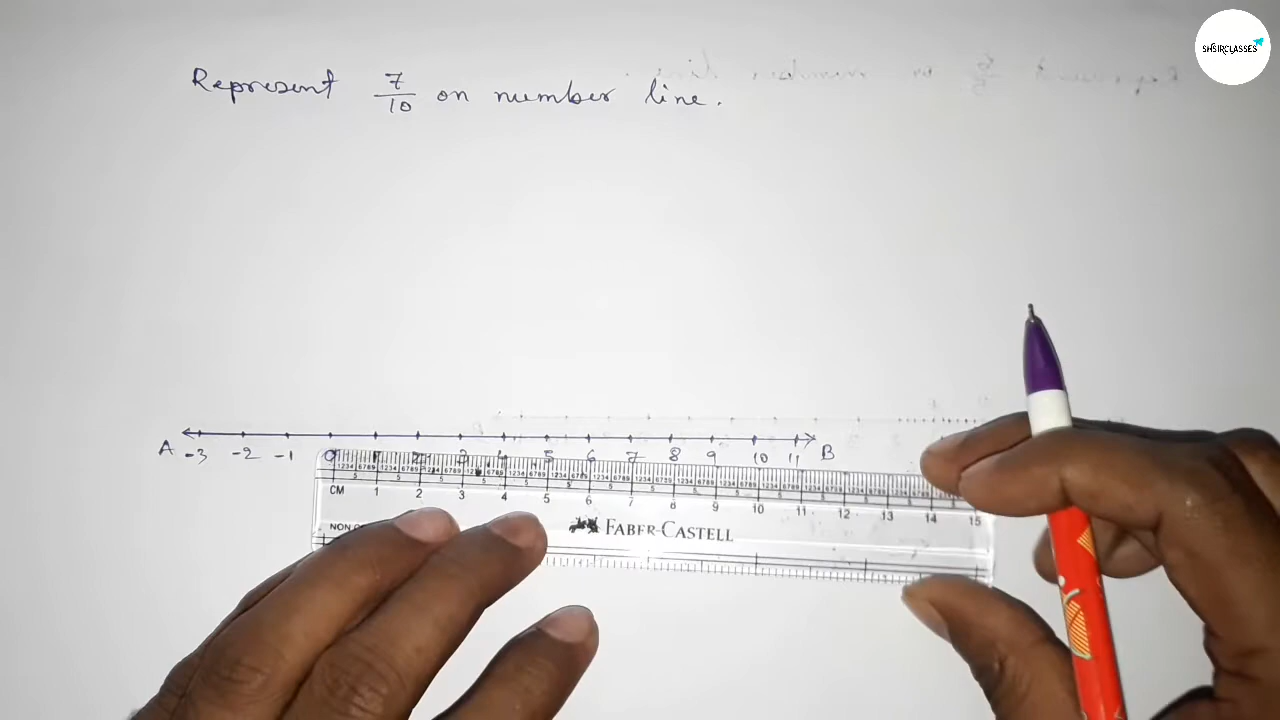 SHSIRCLASSES
Represent 7/10 on number line.
A -3 -2 -1 0 1 2 3 4 5 6 7 8 9 10 11 B
CM 1 2 3 4 5 6 7 8 9 10 11 12 13 14 15
FABER-CASTELL